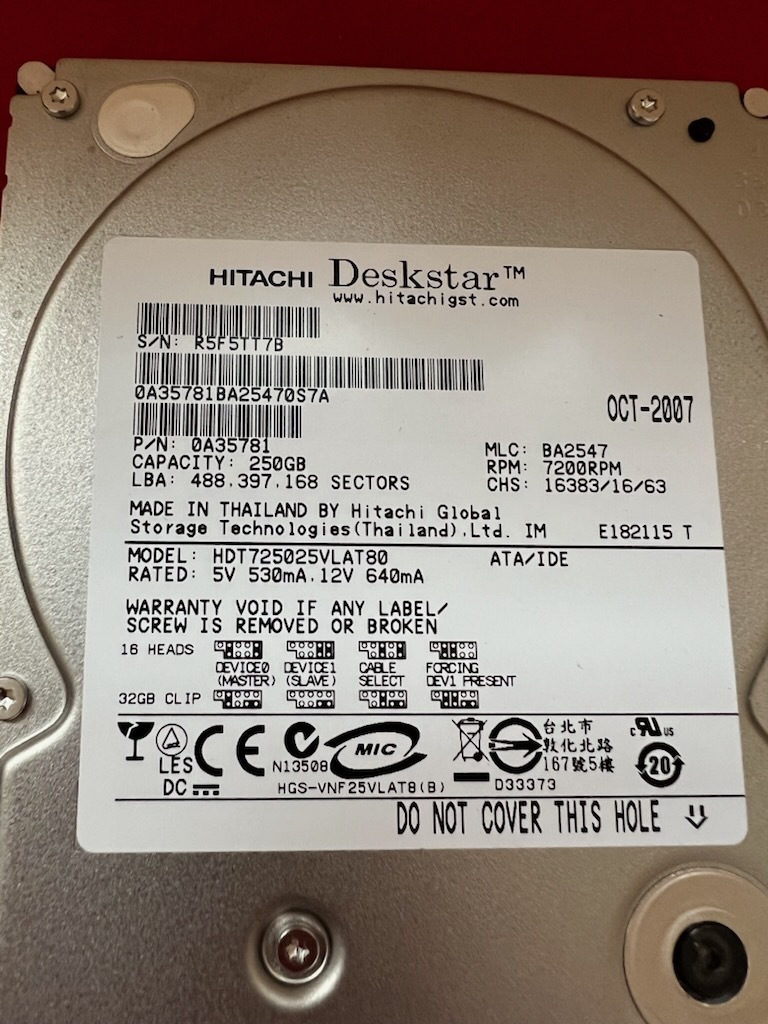 HITACHI Deskstar™
www.hitachigst.com
S/N: R5F5TT7B
0A35781BA25470S7A
OCT-2007
P/N: 0A35781
MLC: BA2547
CAPACITY: 250GB
RPM: 7200RPM
LBA: 488.397.168 SECTORS
CHS: 16383/16/63
MADE IN THAILAND BY Hitachi Global
Storage Technologies(Thailand).Ltd. IM E182115 T
MODEL: HDT725025VLAT80 ATA/IDE
RATED: 5V 530mA.12V 640mA
WARRANTY VOID IF ANY LABEL/
SCREW IS REMOVED OR BROKEN
16 HEADS
DEVICE0 DEVICE1 CABLE FORCING
(MASTER) (SLAVE) SELECT DEV1 PRESENT
32GB CLIP
LES
DC
CE
N13508
MIC
HGS-VNF25VLAT8(B)
D33373
台北市
敦化北路
167號5樓
c RU us
20
DO NOT COVER THIS HOLE